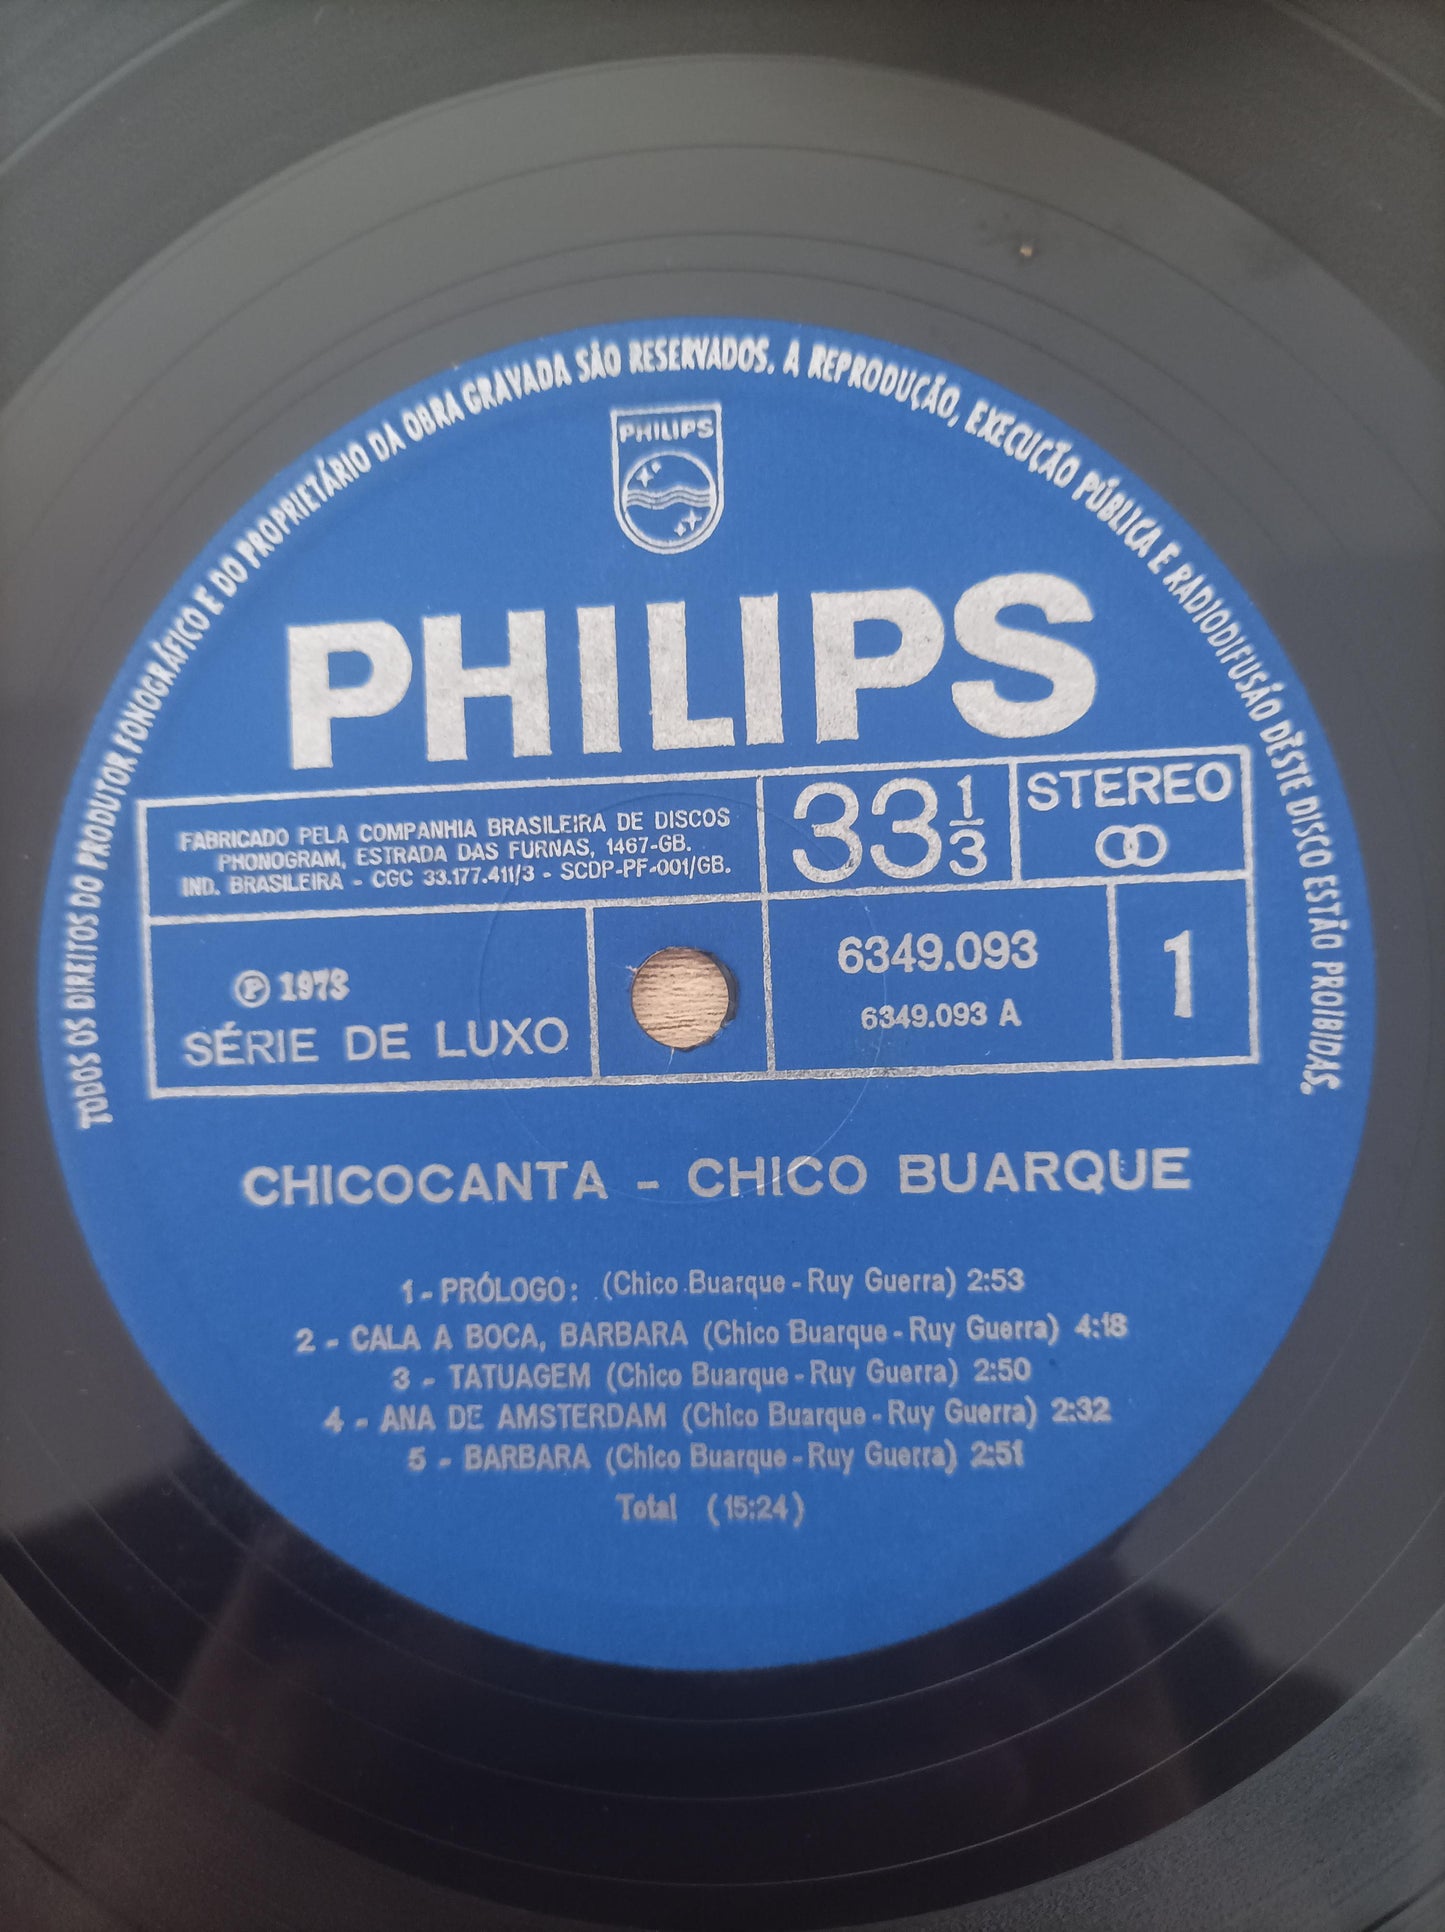 TODOS OS DIREITOS DO PRODUTOR FONOGRÁFICO E DO PROPRIETÁRIO DA OBRA GRAVADA SÃO RESERVADOS. A REPRODUÇÃO, EXECUÇÃO PÚBLICA E RADIODIFUSÃO DÊSTE DISCO ESTÃO PROIBIDAS.
PHILIPS
PHILIPS
FABRICADO PELA COMPANHIA BRASILEIRA DE DISCOS
PHONOGRAM, ESTRADA DAS FURNAS, 1467-GB.
IND. BRASILEIRA - CGC 33.177.411/3 - SCDP-PF-001/GB.
33 1/3
STEREO
Ⓟ 1973
SÉRIE DE LUXO
6349.093
6349.093 A
1
CHICOCANTA - CHICO BUARQUE
1 - PRÓLOGO: (Chico Buarque - Ruy Guerra) 2:53
2 - CALA A BOCA, BARBARA (Chico Buarque - Ruy Guerra) 4:18
3 - TATUAGEM (Chico Buarque - Ruy Guerra) 2:50
4 - ANA DE AMSTERDAM (Chico Buarque - Ruy Guerra) 2:32
5 - BARBARA (Chico Buarque - Ruy Guerra) 2:51
Total (15:24)